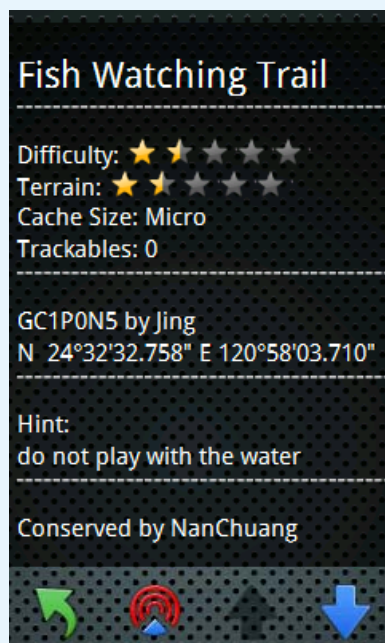 Fish Watching Trail
Difficulty:
Terrain:
Cache Size: Micro
Trackables: 0
GC1P0N5 by Jing
N  24°32'32.758" E 120°58'03.710"
Hint:
do not play with the water
Conserved by NanChuang